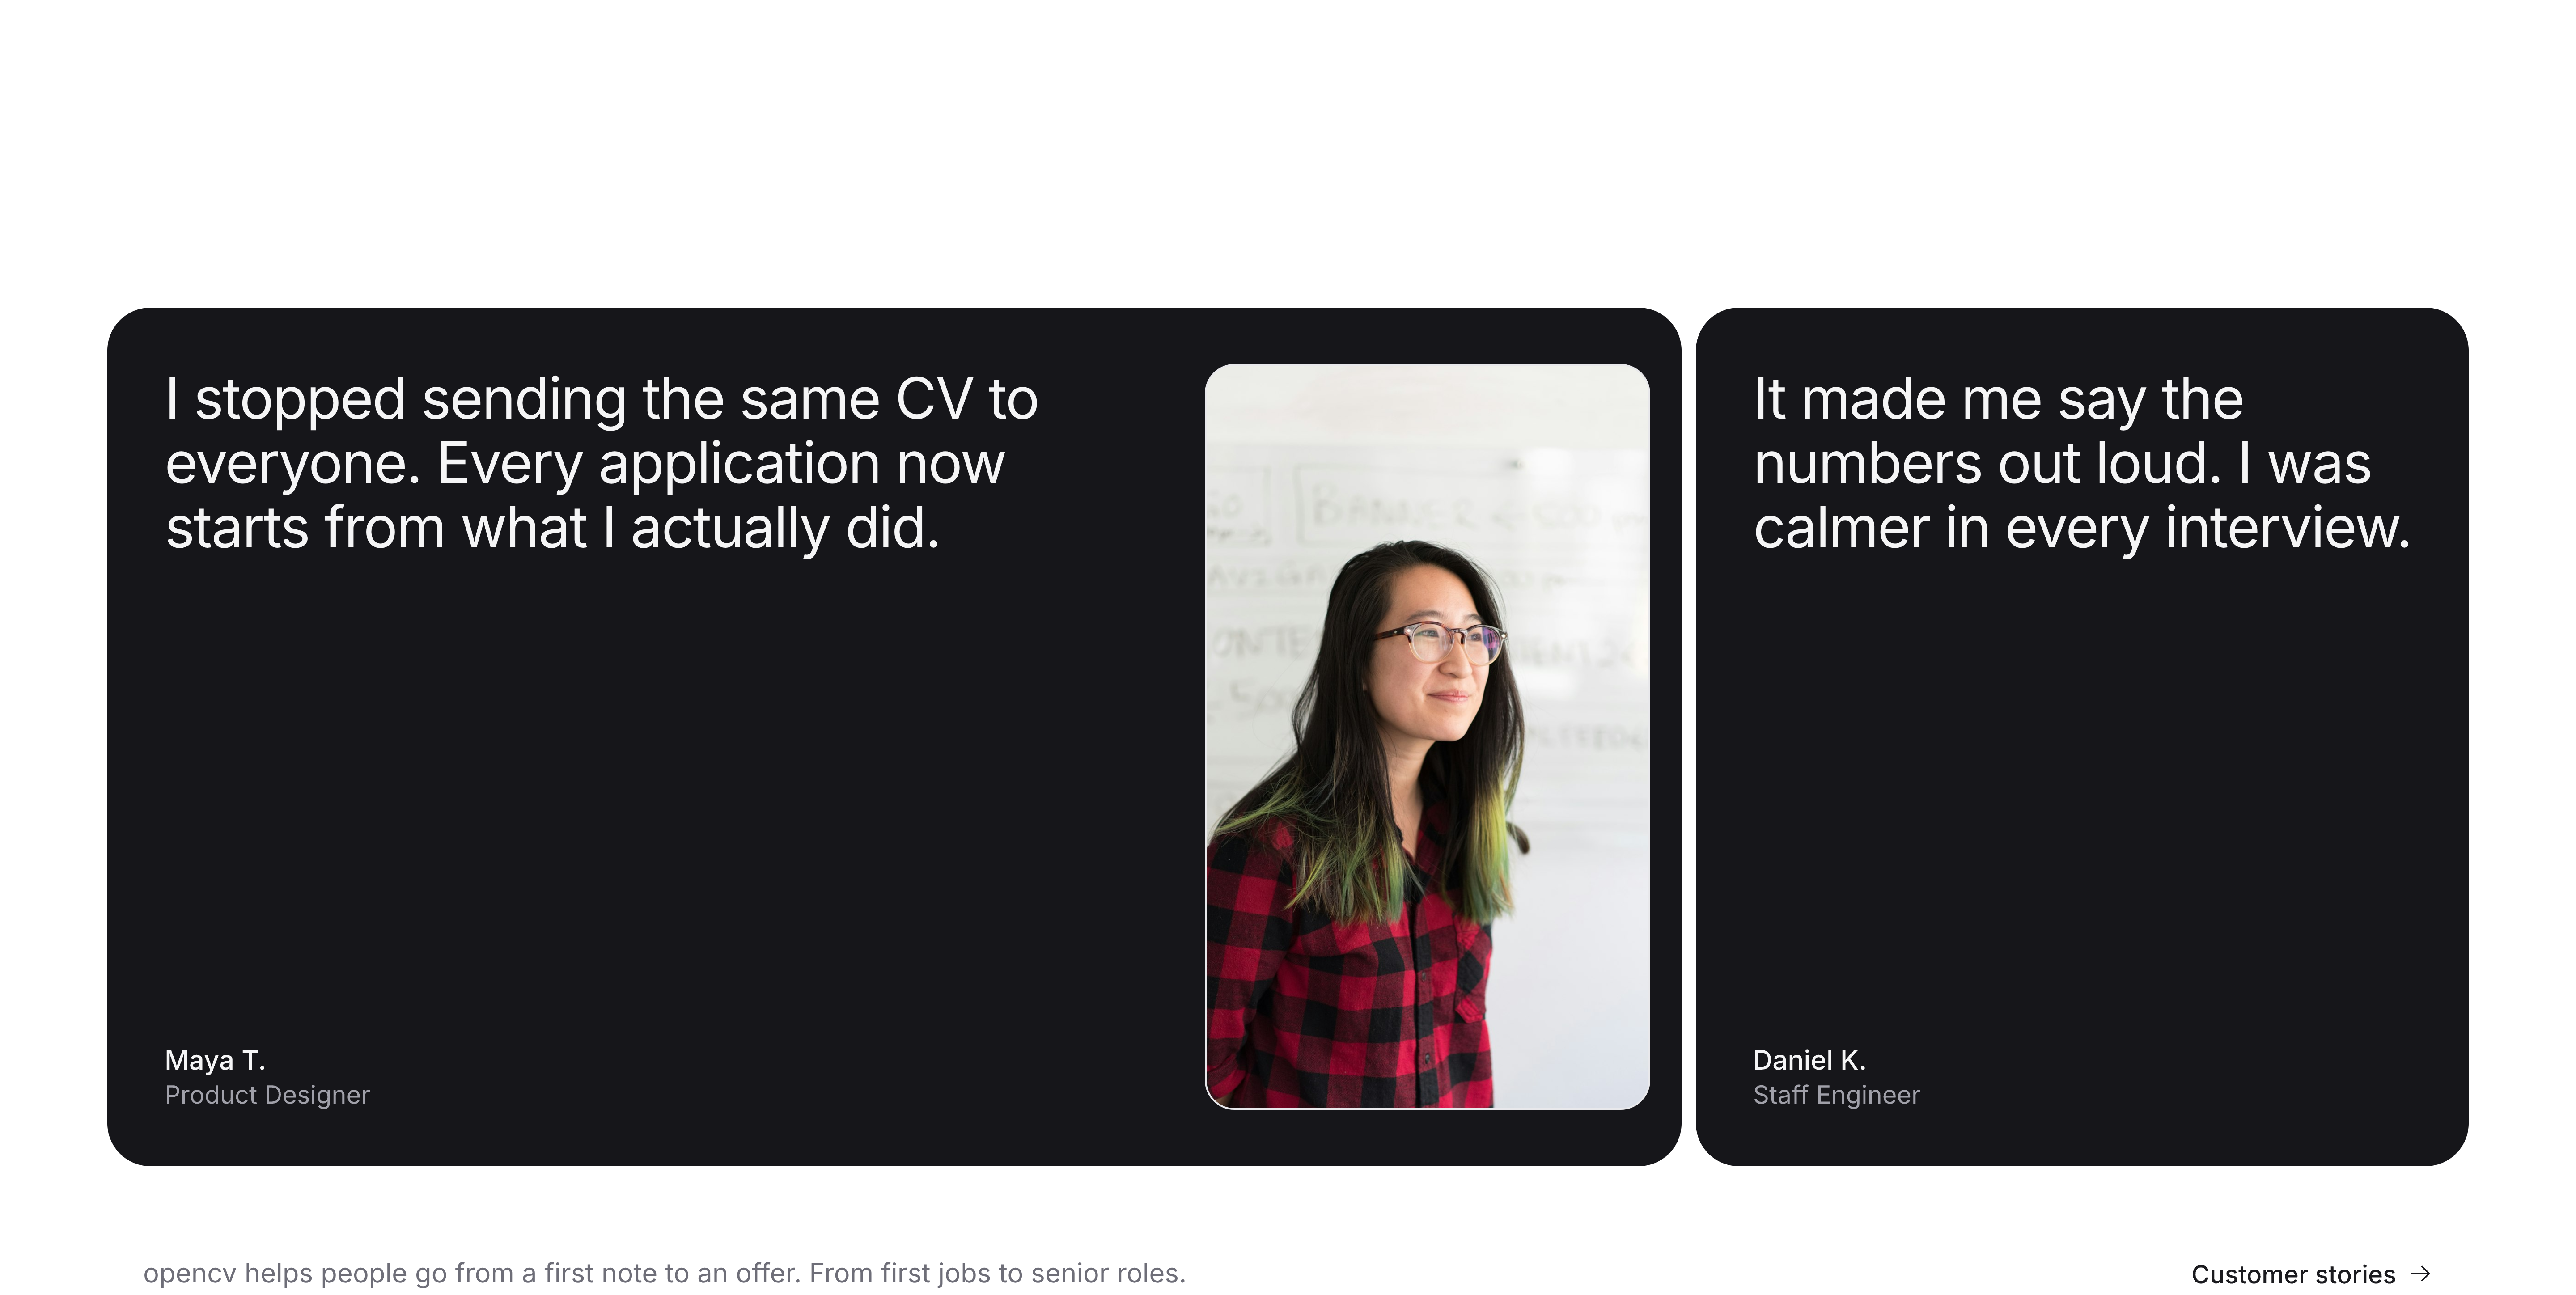 I stopped sending the same CV to
everyone. Every application now
starts from what I actually did.
Maya T.
Product Designer
BANNER
It made me say the
numbers out loud. I was
calmer in every interview.
Daniel K.
Staff Engineer
opencv helps people go from a first note to an offer. From first jobs to senior roles.
Customer stories →